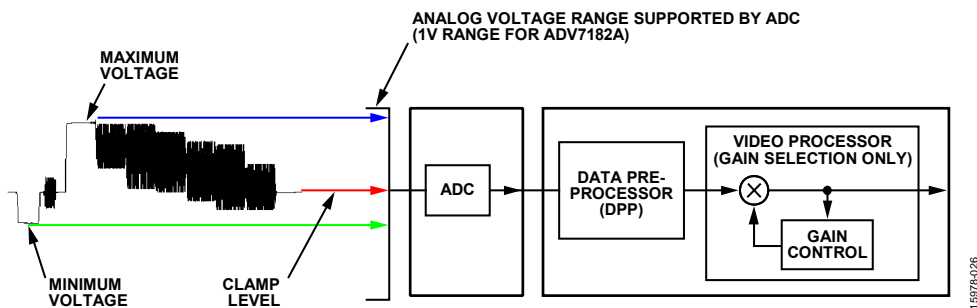 ANALOG VOLTAGE RANGE SUPPORTED BY ADC
(1V RANGE FOR ADV7182A)
MAXIMUM
VOLTAGE
VIDEO PROCESSOR
(GAIN SELECTION ONLY)
ADC
DATA PRE-
PROCESSOR
(DPP)
GAIN
CONTROL
MINIMUM
VOLTAGE
CLAMP
LEVEL
15978-026